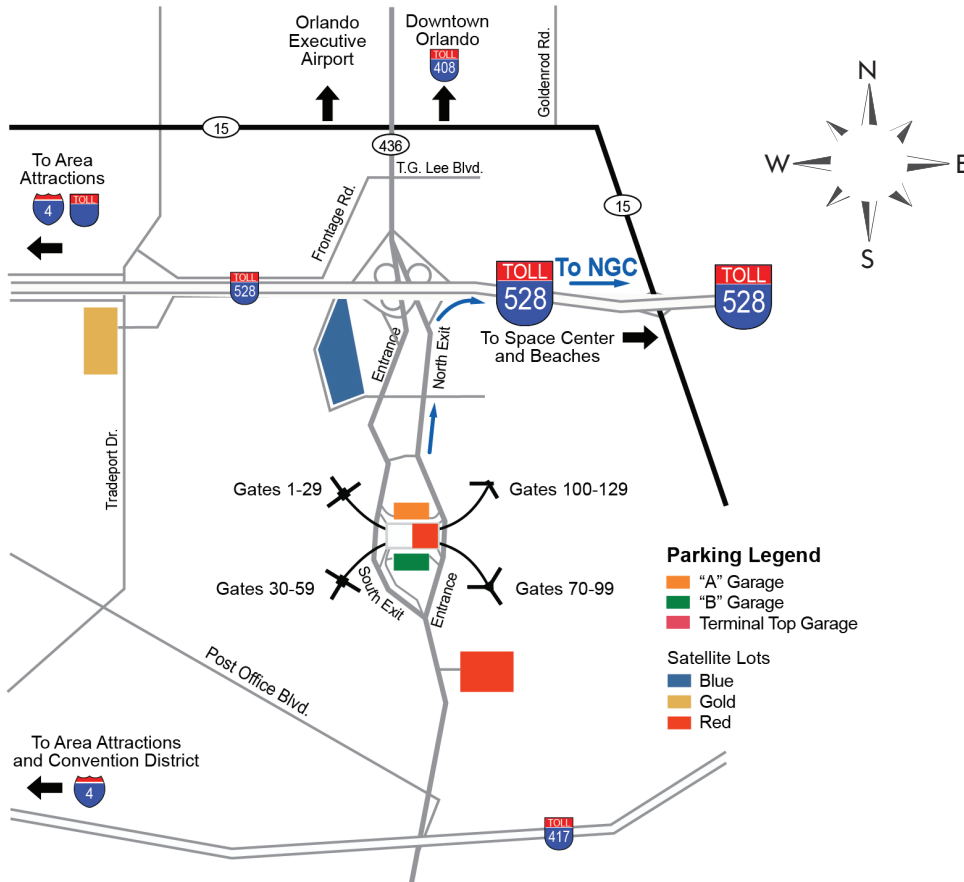 Orlando
Executive
Airport
Downtown
Orlando
TOLL
408
Goldenrod Rd.
N
W
E
S
15
436
T.G. Lee Blvd.
To Area
Attractions
4
TOLL
Frontage Rd.
15
TOLL
528
TOLL
528
To NGC
TOLL
528
To Space Center
and Beaches
Entrance
North Exit
Tradeport Dr.
Gates 1-29
Gates 100-129
Gates 30-59
Gates 70-99
South Exit
Entrance
Parking Legend
"A" Garage
"B" Garage
Terminal Top Garage
Satellite Lots
Blue
Gold
Red
Post Office Blvd.
To Area Attractions
and Convention District
4
TOLL
417